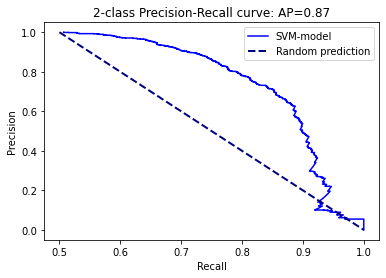 2-class Precision-Recall curve: AP=0.87
SVM-model
Random prediction
Precision
1.0
0.8
0.6
0.4
0.2
0.0
0.5 0.6 0.7 0.8 0.9 1.0
Recall